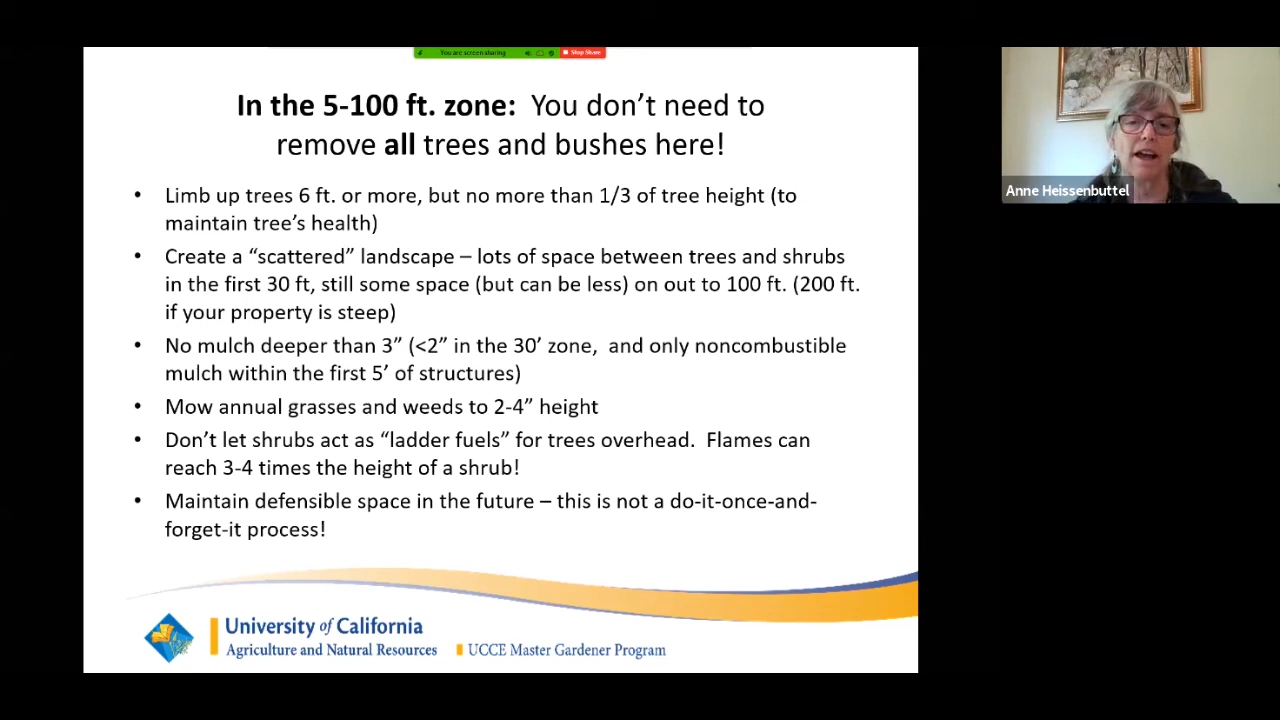 You are screen sharing
Stop Share
In the 5-100 ft. zone:  You don’t need to
remove all trees and bushes here!
• Limb up trees 6 ft. or more, but no more than 1/3 of tree height (to
maintain tree’s health)
• Create a “scattered” landscape – lots of space between trees and shrubs
in the first 30 ft, still some space (but can be less) on out to 100 ft. (200 ft.
if your property is steep)
• No mulch deeper than 3” (<2” in the 30’ zone,  and only noncombustible
mulch within the first 5’ of structures)
• Mow annual grasses and weeds to 2-4” height
• Don’t let shrubs act as “ladder fuels” for trees overhead.  Flames can
reach 3-4 times the height of a shrub!
• Maintain defensible space in the future – this is not a do-it-once-and-
forget-it process!
University of California
Agriculture and Natural Resources
UCCE Master Gardener Program
Anne Heissenbuttel